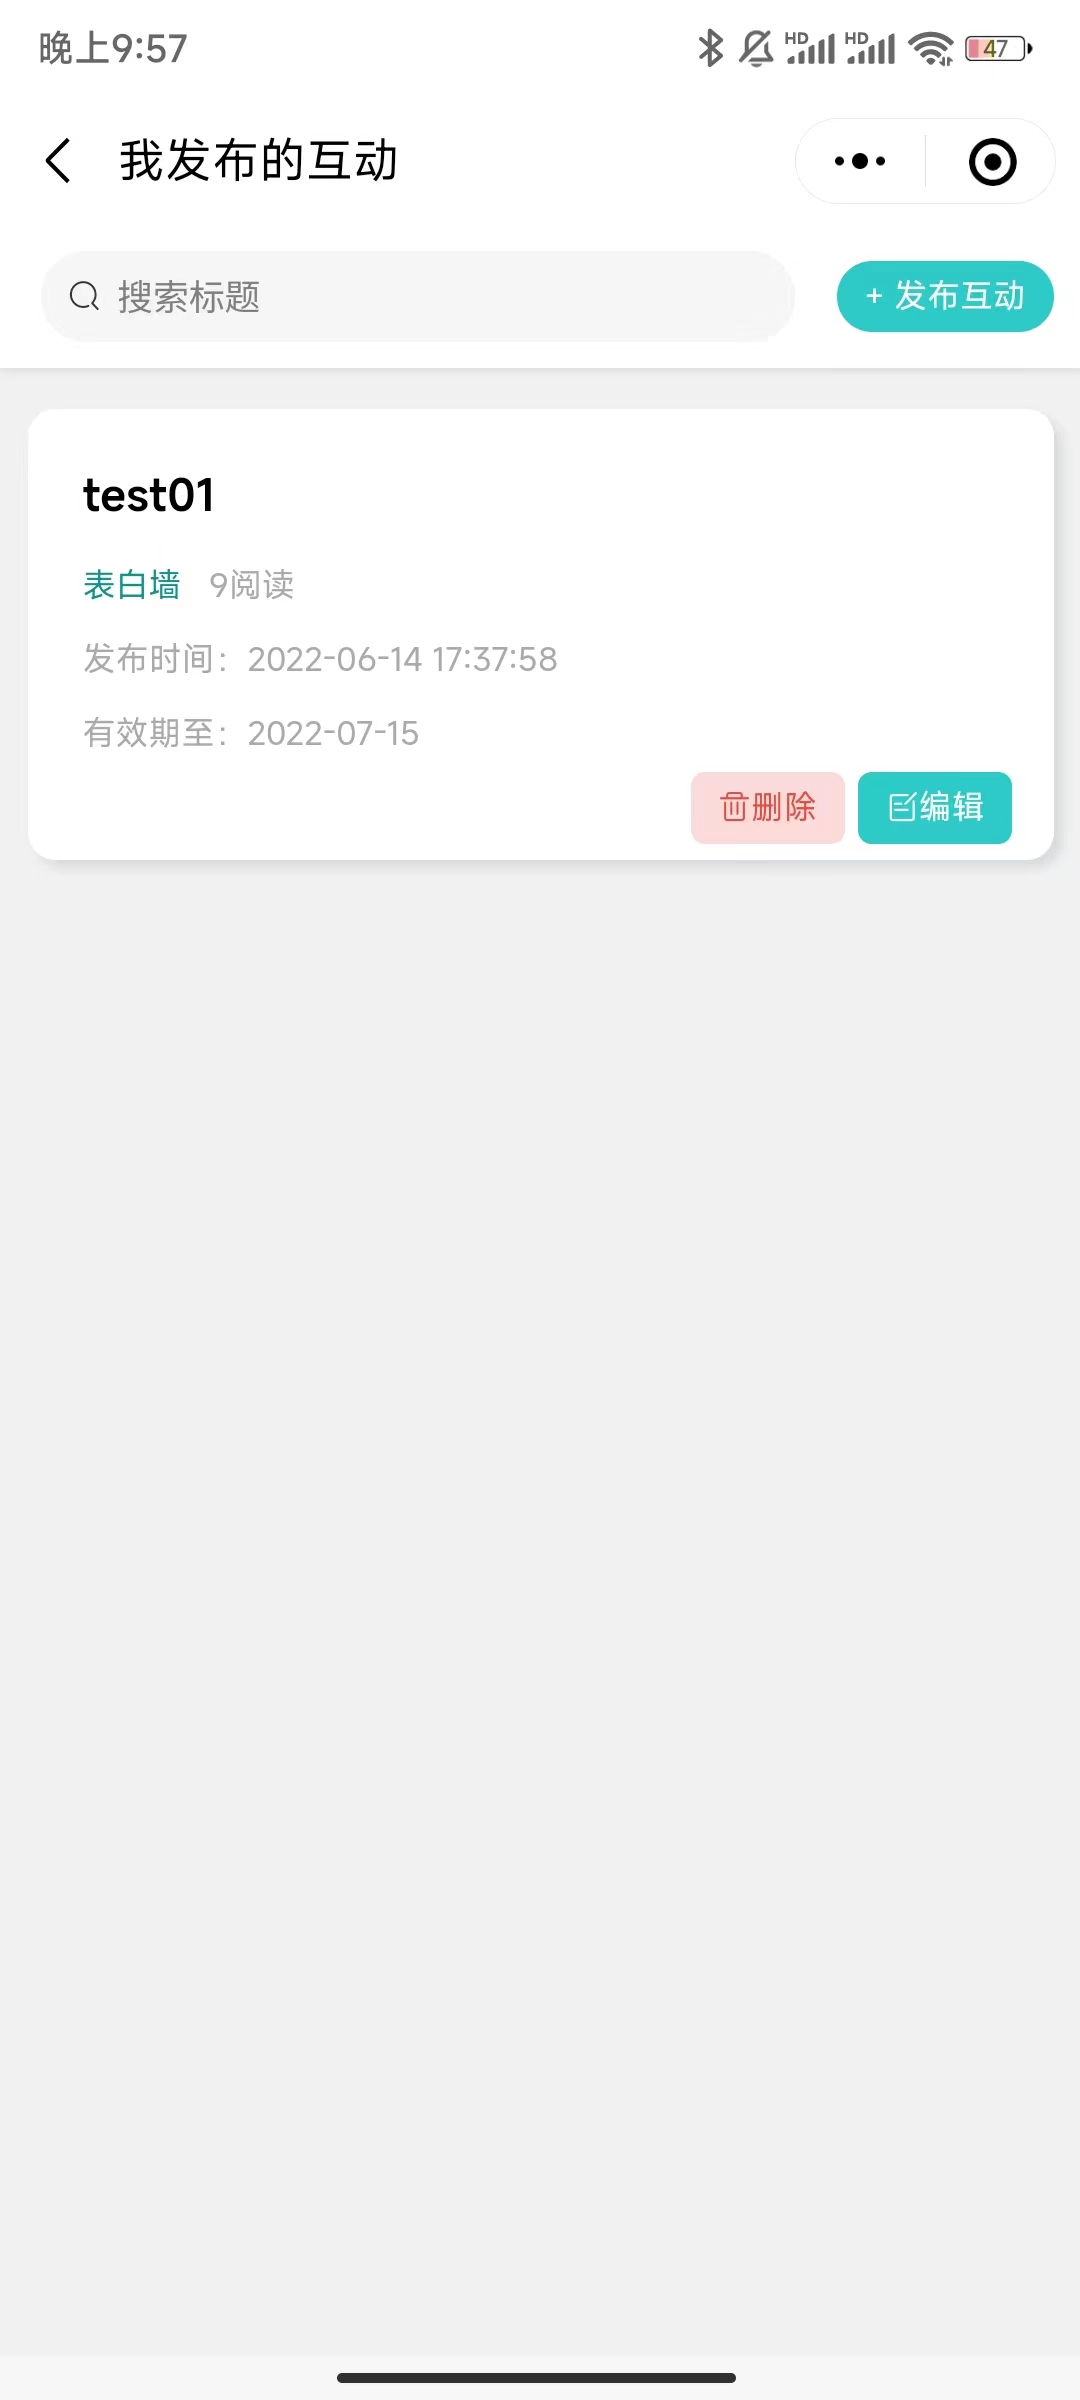 晚上9:57
HD HD 47
我发布的互动
搜索标题
+ 发布互动
test01
表白墙 9阅读
发布时间：2022-06-14 17:37:58
有效期至：2022-07-15
删除 编辑